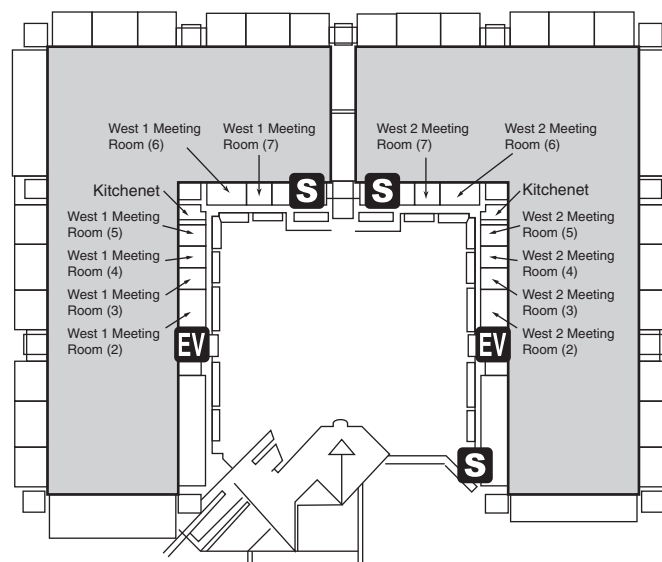 West 1 Meeting
Room (6)
West 1 Meeting
Room (7)
West 2 Meeting
Room (7)
West 2 Meeting
Room (6)
S
S
Kitchenet
West 1 Meeting
Room (5)
West 1 Meeting
Room (4)
West 1 Meeting
Room (3)
West 1 Meeting
Room (2)
EV
Kitchenet
West 2 Meeting
Room (5)
West 2 Meeting
Room (4)
West 2 Meeting
Room (3)
West 2 Meeting
Room (2)
EV
S